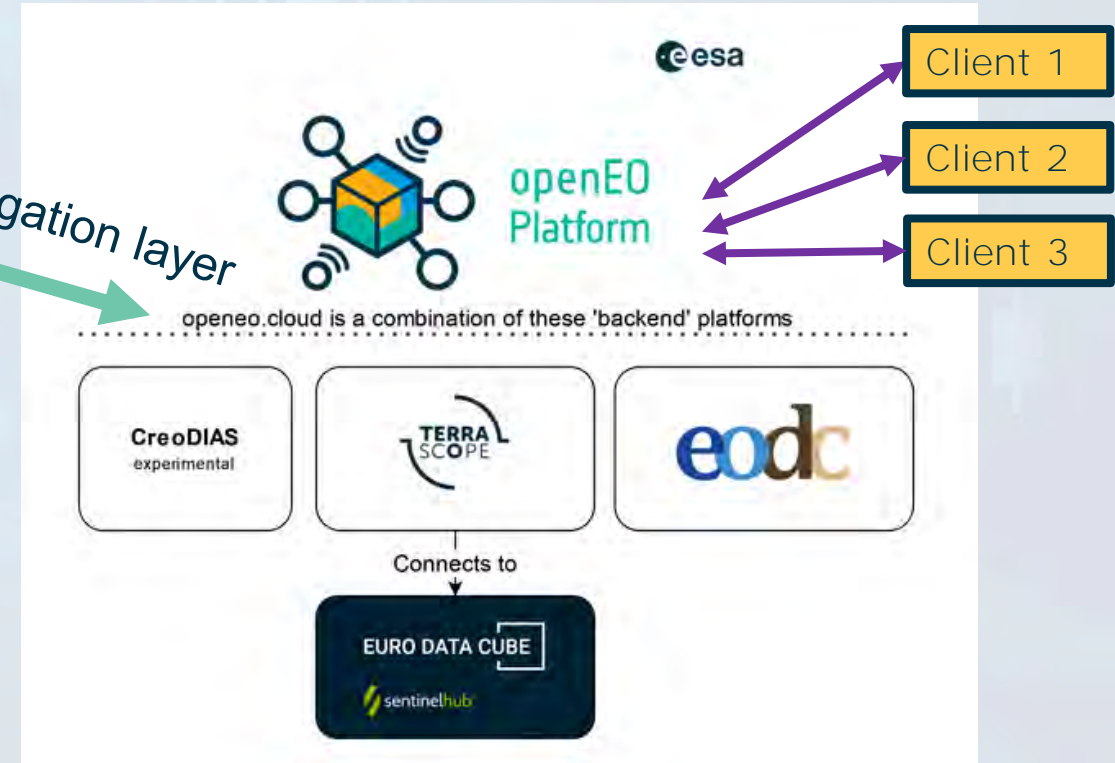 esa
Client 1
Client 2
Client 3
openEO
Platform
gation layer
openeo.cloud is a combination of these 'backend' platforms
CreoDIAS
experimental
TERRA
SCOPE
eodc
Connects to
EURO DATA CUBE
sentinelhub